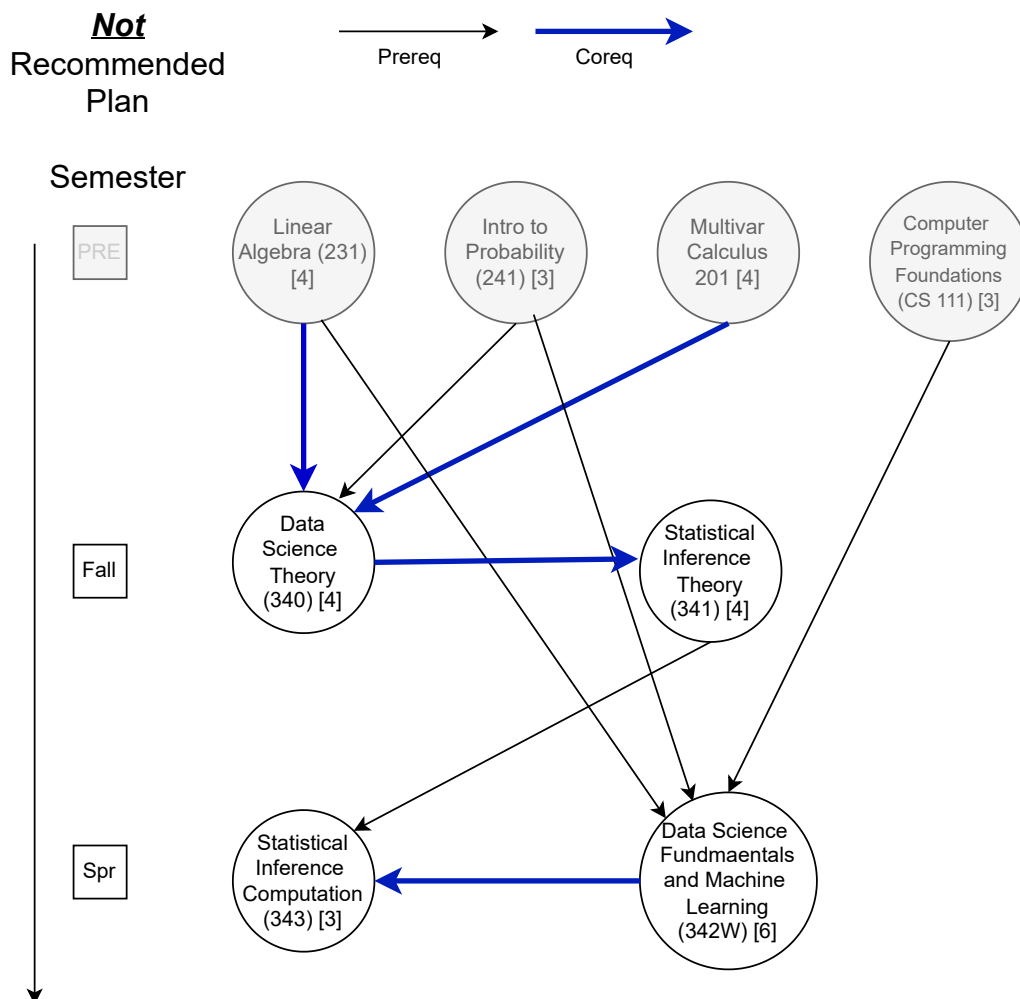 Not
Recommended
Plan
Prereq
Coreq
Semester
PRE
Linear
Algebra (231)
[4]
Intro to
Probability
(241) [3]
Multivar
Calculus
201 [4]
Computer
Programming
Foundations
(CS 111) [3]
Fall
Data
Science
Theory
(340) [4]
Statistical
Inference
Theory
(341) [4]
Spr
Statistical
Inference
Computation
(343) [3]
Data Science
Fundmaentals
and Machine
Learning
(342W) [6]